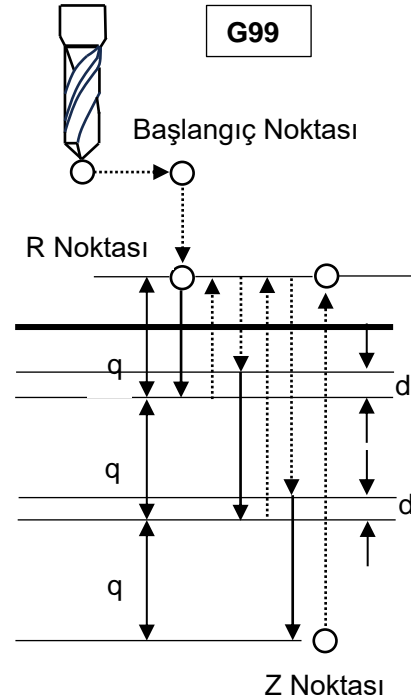 G99
Başlangıç Noktası
R Noktası
q
d
q
d
q
Z Noktası